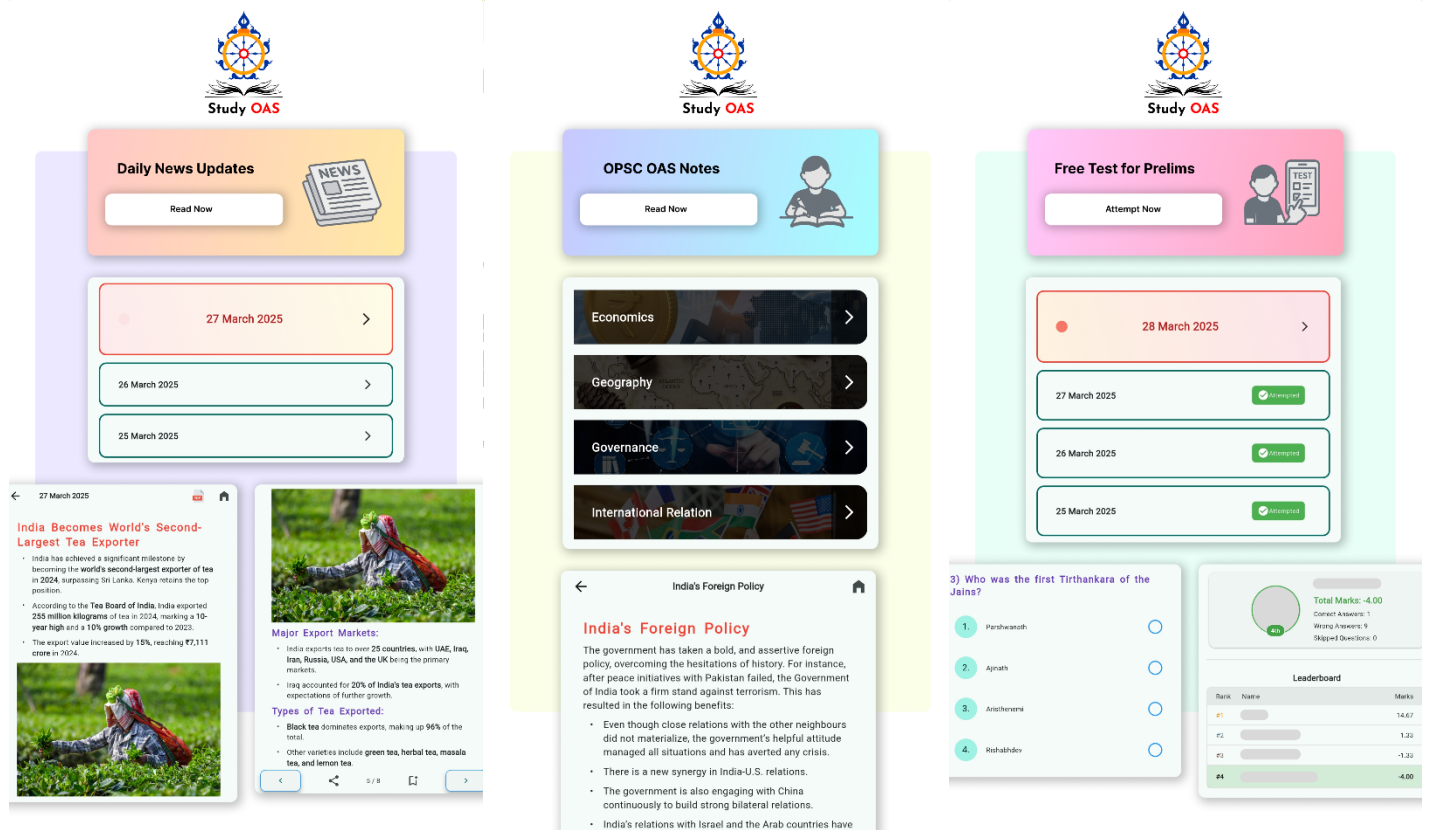 Study OAS
Daily News Updates
NEWS
Read Now
27 March 2025
26 March 2025
25 March 2025
27 March 2025
India Becomes World's Second-
Largest Tea Exporter
• India has achieved a significant milestone by
becoming the world's second-largest exporter of tea
in 2024, surpassing Sri Lanka. Kenya retains the top
position.
• According to the Tea Board of India, India exported
255 million kilograms of tea in 2024, marking a 10-
year high and a 10% growth compared to 2023.
• The export value increased by 15%, reaching ₹7,111
crore in 2024.
Major Export Markets:
• India exports tea to over 25 countries, with UAE, Iraq,
Iran, Russia, USA, and the UK being the primary
markets.
• Iraq accounted for 20% of India's tea exports, with
expectations of further growth.
Types of Tea Exported:
• Black tea dominates exports, making up 96% of the
total.
• Other varieties include green tea, herbal tea, masala
tea, and lemon tea.
5 / 8
Study OAS
OPSC OAS Notes
Read Now
Economics
Geography
Governance
International Relation
India's Foreign Policy
India's Foreign Policy
The government has taken a bold, and assertive foreign
policy, overcoming the hesitations of history. For instance,
after peace initiatives with Pakistan failed, the Government
of India took a firm stand against terrorism. This has
resulted in the following benefits:
• Even though close relations with the other neighbours
did not materialize, the government's helpful attitude
managed all situations and has averted any crisis.
• There is a new synergy in India-U.S. relations.
• The government is also engaging with China
continuously to build strong bilateral relations.
• India's relations with Israel and the Arab countries have
Study OAS
Free Test for Prelims
TEST
Attempt Now
28 March 2025
27 March 2025 Attempted
26 March 2025 Attempted
25 March 2025 Attempted
3) Who was the first Tirthankara of the
Jains?
1. Parshwanath
2. Ajinath
3. Aristhenemi
4. Rishabhdev
4th
Total Marks: -4.00
Correct Answers: 1
Wrong Answers: 9
Skipped Questions: 0
Leaderboard
Rank Name Marks
#1 14.67
#2 1.33
#3 -1.33
#4 -4.00